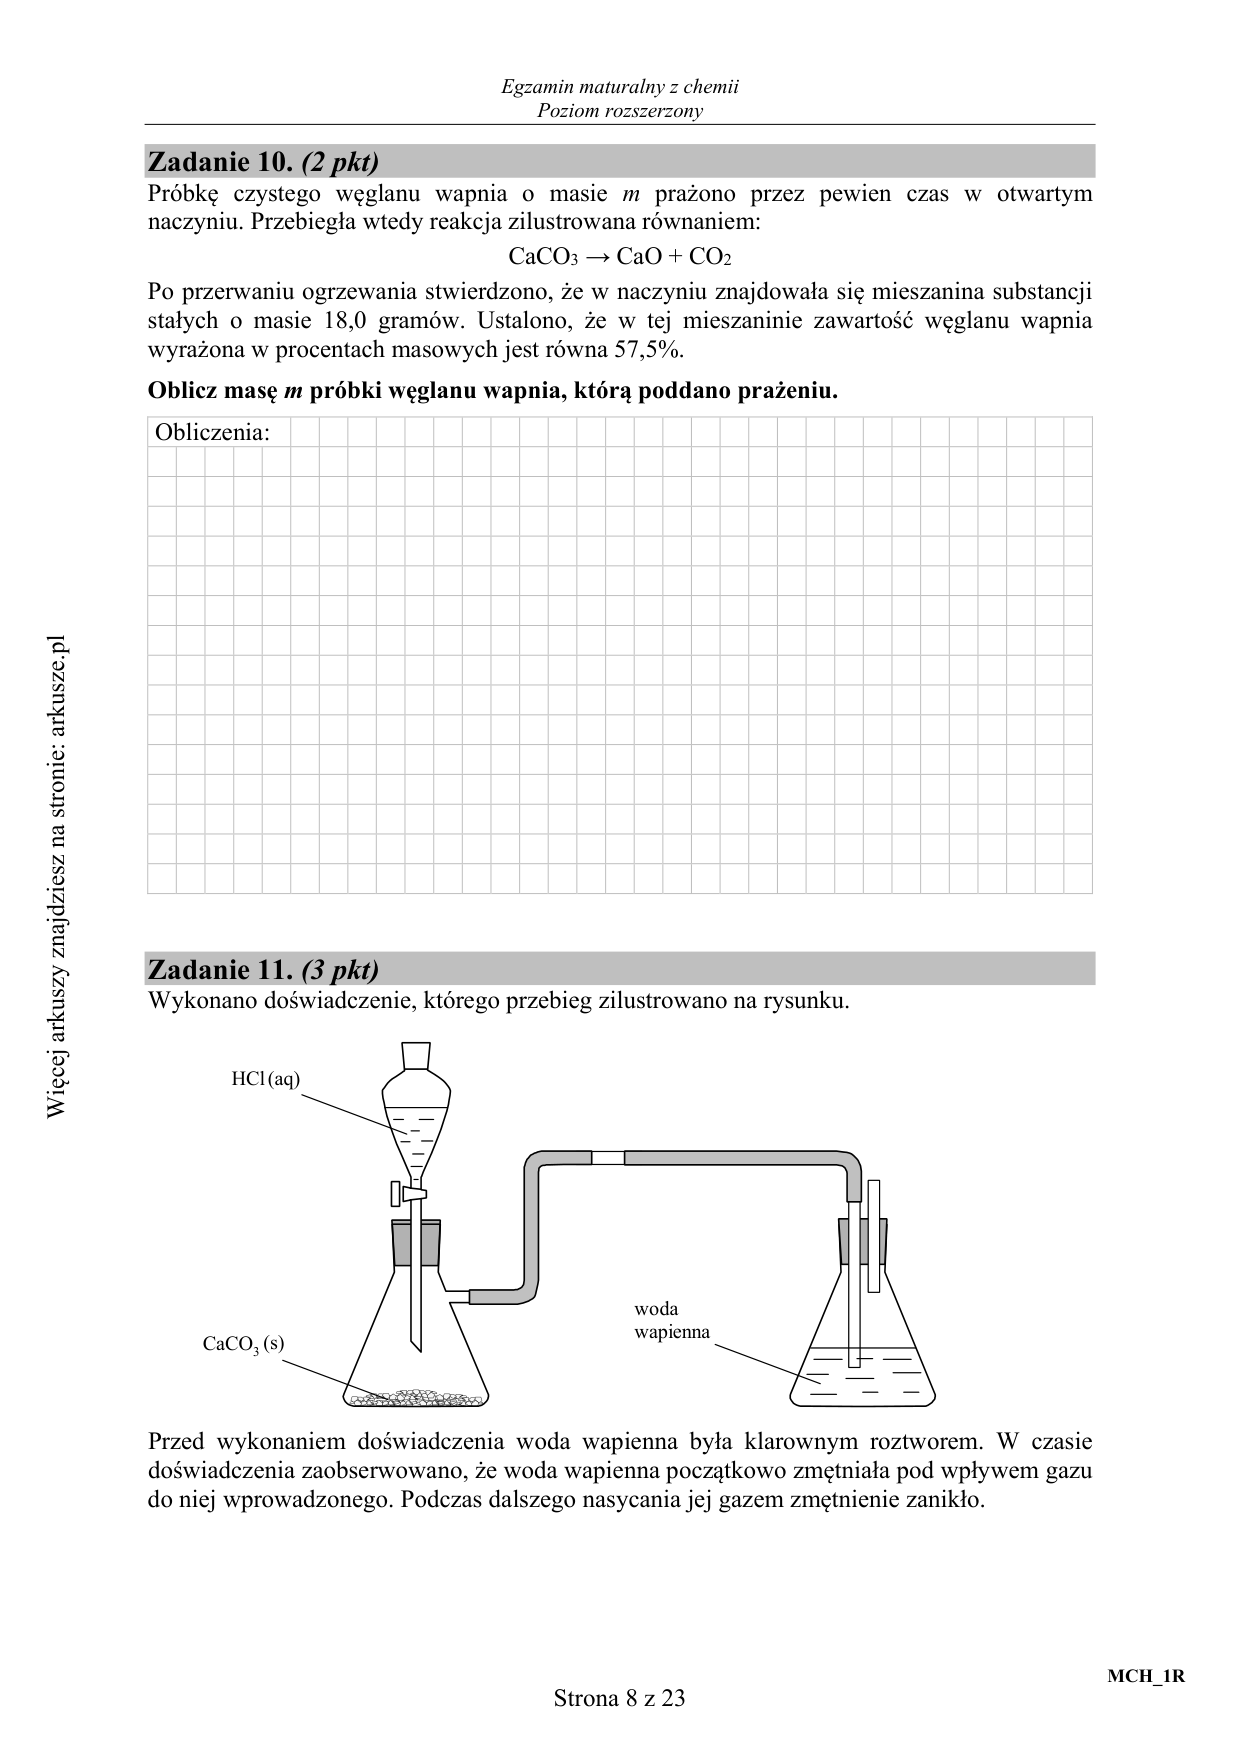 Egzamin maturalny z chemii
Poziom rozszerzony
Zadanie 10. (2 pkt)
Próbkę czystego węglanu wapnia o masie m prażono przez pewien czas w otwartym
naczyniu. Przebiegła wtedy reakcja zilustrowana równaniem:
CaCO₃ → CaO + CO₂
Po przerwaniu ogrzewania stwierdzono, że w naczyniu znajdowała się mieszanina substancji
stałych o masie 18,0 gramów. Ustalono, że w tej mieszaninie zawartość węglanu wapnia
wyrażona w procentach masowych jest równa 57,5%.
Oblicz masę m próbki węglanu wapnia, którą poddano prażeniu.
Obliczenia:
Zadanie 11. (3 pkt)
Wykonano doświadczenie, którego przebieg zilustrowano na rysunku.
HCl (aq)
woda
wapienna
CaCO₃ (s)
Przed wykonaniem doświadczenia woda wapienna była klarownym roztworem. W czasie
doświadczenia zaobserwowano, że woda wapienna początkowo zmętniała pod wpływem gazu
do niej wprowadzonego. Podczas dalszego nasycania jej gazem zmętnienie zanikło.
MCH_1R
Strona 8 z 23
Więcej arkuszy znajdziesz na stronie: arkusze.pl